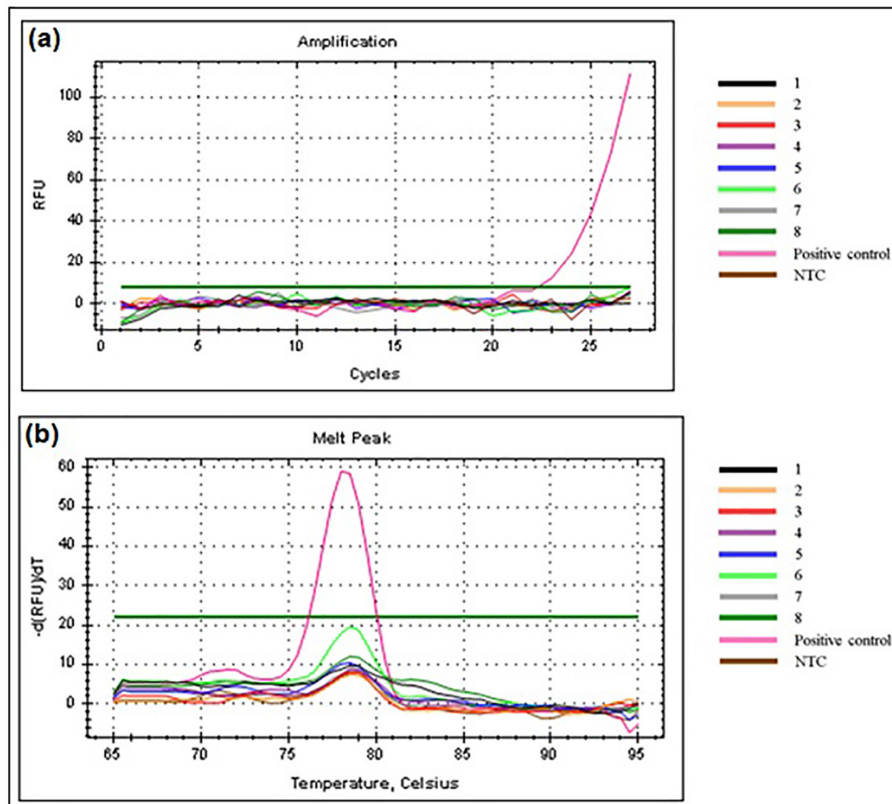 (a)
Amplification
100
80
60
40
20
0
RFU
0 5 10 15 20 25
Cycles
1
2
3
4
5
6
7
8
Positive control
NTC
(b)
Melt Peak
60
50
40
30
20
10
0
-d(RFU)/dT
65 70 75 80 85 90 95
Temperature, Celsius
1
2
3
4
5
6
7
8
Positive control
NTC